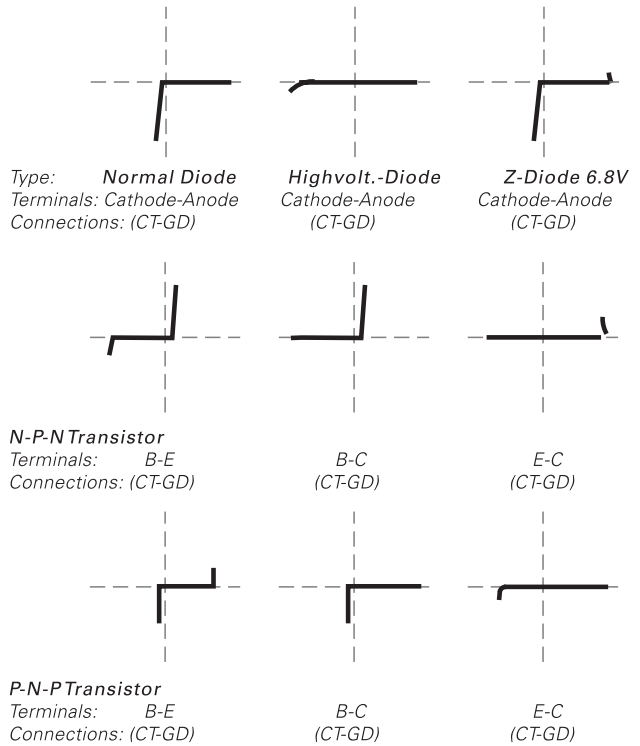 Type: Normal Diode Highvolt.-Diode Z-Diode 6.8V
Terminals: Cathode-Anode Cathode-Anode Cathode-Anode
Connections: (CT-GD) (CT-GD) (CT-GD)
N-P-N Transistor
Terminals: B-E B-C E-C
Connections: (CT-GD) (CT-GD) (CT-GD)
P-N-P Transistor
Terminals: B-E B-C E-C
Connections: (CT-GD) (CT-GD) (CT-GD)